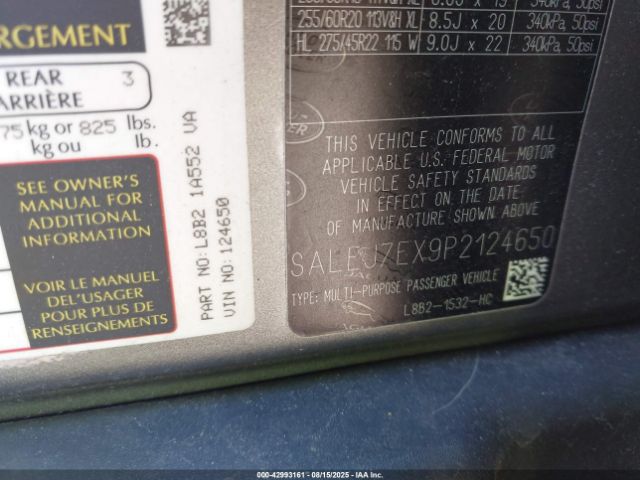 RGEMENT
REAR 3
ARRIÈRE
75 kg or 825 lbs.
kg ou lb.
SEE OWNER'S
MANUAL FOR
ADDITIONAL
INFORMATION
VOIR LE MANUEL
DEL'USAGER
POUR PLUS DE
RENSEIGNEMENTS
PART NO: L8B2 1A552 VA
VIN NO: 124650
255/60R20 113V&H XL 8.5J x 20 340kPa, 50psi
HL 275/45R22 115 W 9.0J x 22 340kPa, 50psi
THIS VEHICLE CONFORMS TO ALL
APPLICABLE U.S. FEDERAL MOTOR
VEHICLE SAFETY STANDARDS
IN EFFECT ON THE DATE
OF MANUFACTURE SHOWN ABOVE
SALEU7EX9P2124650
TYPE: MULTI-PURPOSE PASSENGER VEHICLE
L8B2-1532-HC
00-42993161 - 08/15/2025 - © Copyright IAA, LLC